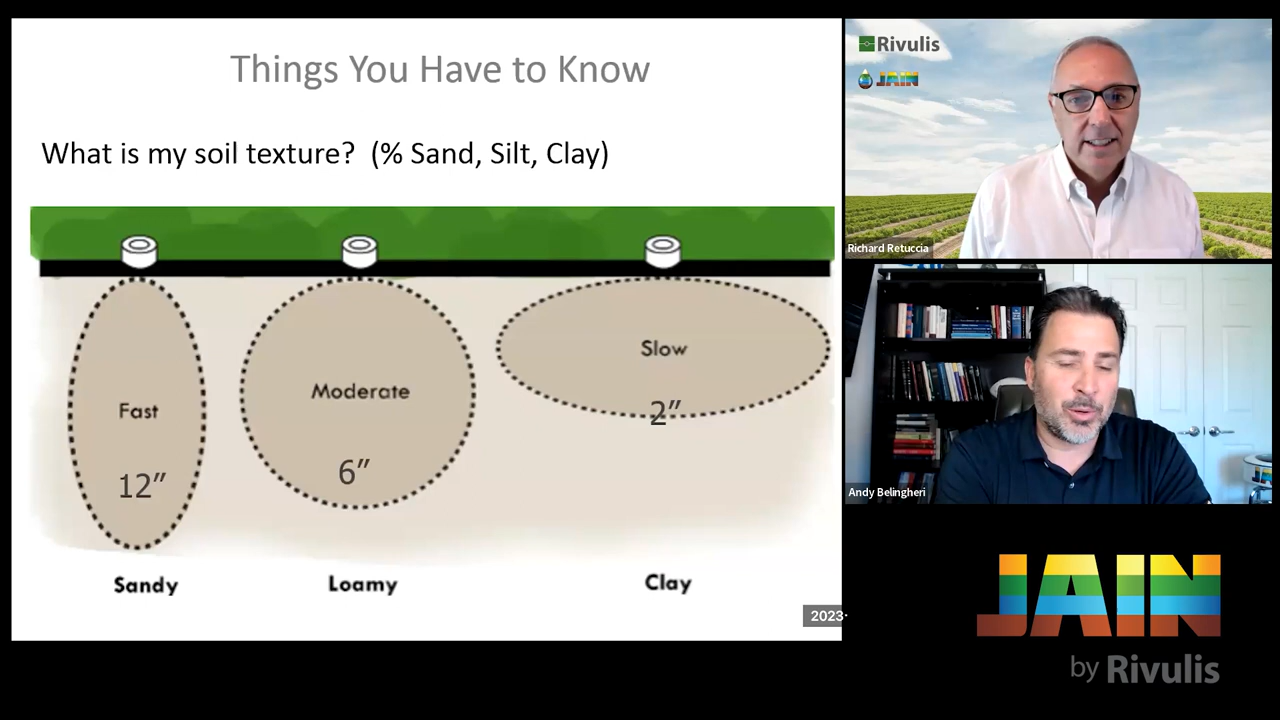 Things You Have to Know
What is my soil texture?  (% Sand, Silt, Clay)
Fast
12”
Moderate
6”
Slow
2”
Sandy
Loamy
Clay
2023-
Rivulis
JAIN
Richard Retuccia
Andy Belingheri
JAIN
by Rivulis